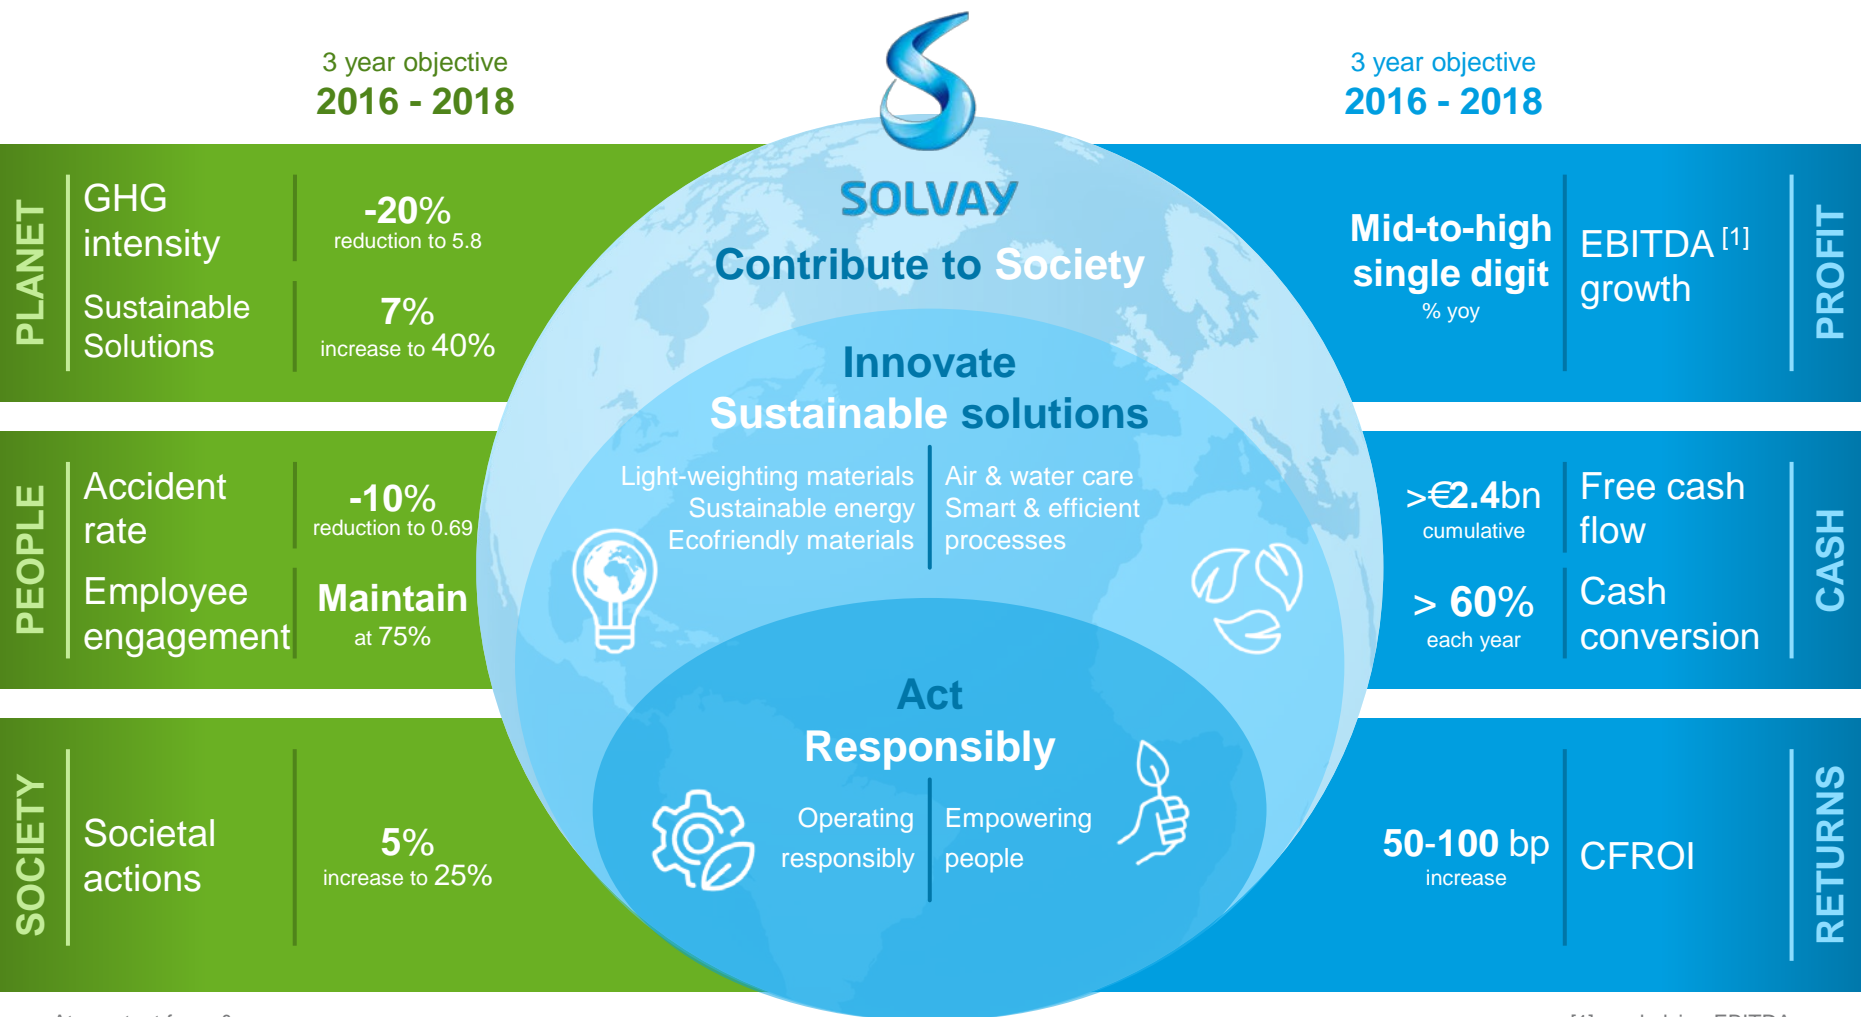 3 year objective
2016 - 2018
PLANET
GHG
intensity
-20%
reduction to 5.8
Sustainable
Solutions
7%
increase to 40%
PEOPLE
Accident
rate
-10%
reduction to 0.69
Employee
engagement
Maintain
at 75%
SOCIETY
Societal
actions
5%
increase to 25%
SOLVAY
Contribute to Society
Innovate
Sustainable solutions
Light-weighting materials
Sustainable energy
Ecofriendly materials
Air & water care
Smart & efficient
processes
Act
Responsibly
Operating
responsibly
Empowering
people
3 year objective
2016 - 2018
Mid-to-high
single digit
% yoy
EBITDA [1]
growth
PROFIT
>€2.4bn
cumulative
Free cash
flow
> 60%
each year
Cash
conversion
CASH
50-100 bp
increase
CFROI
RETURNS